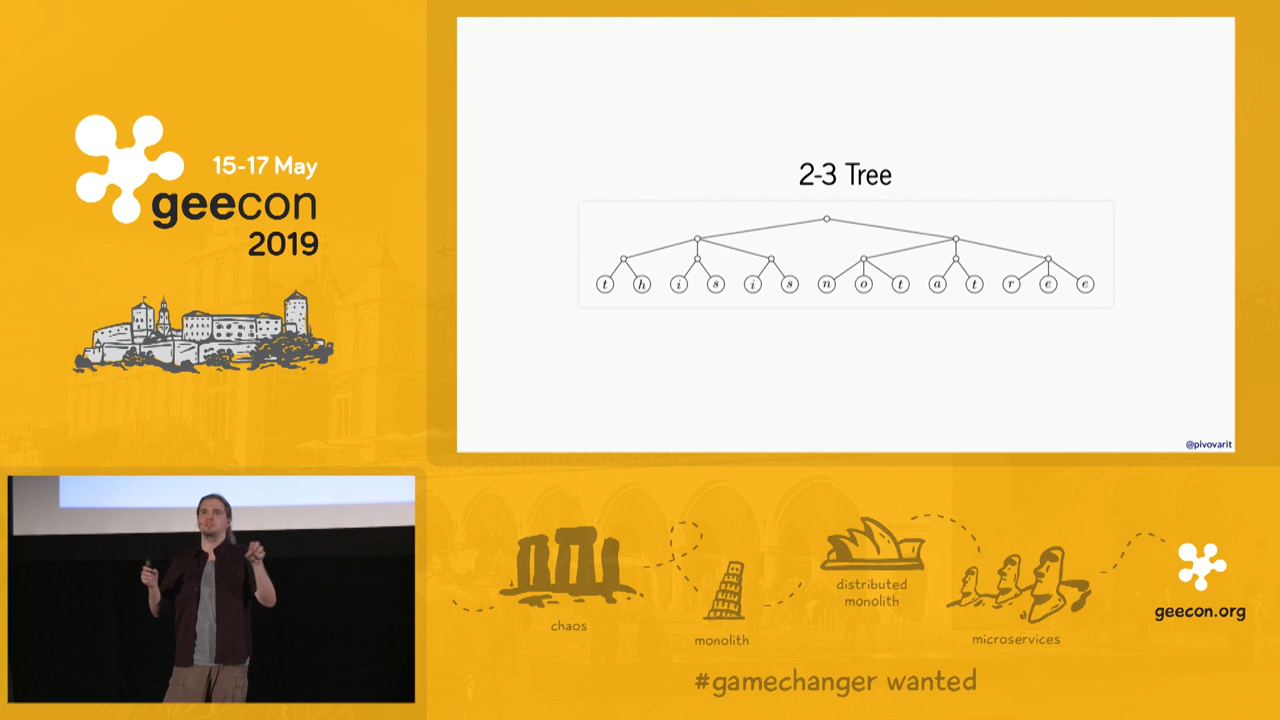 15-17 May
geecon
2019
2-3 Tree
t h i s i s n o t a t r e e
@pivovarit
chaos
monolith
distributed
monolith
microservices
geecon.org
#gamechanger wanted